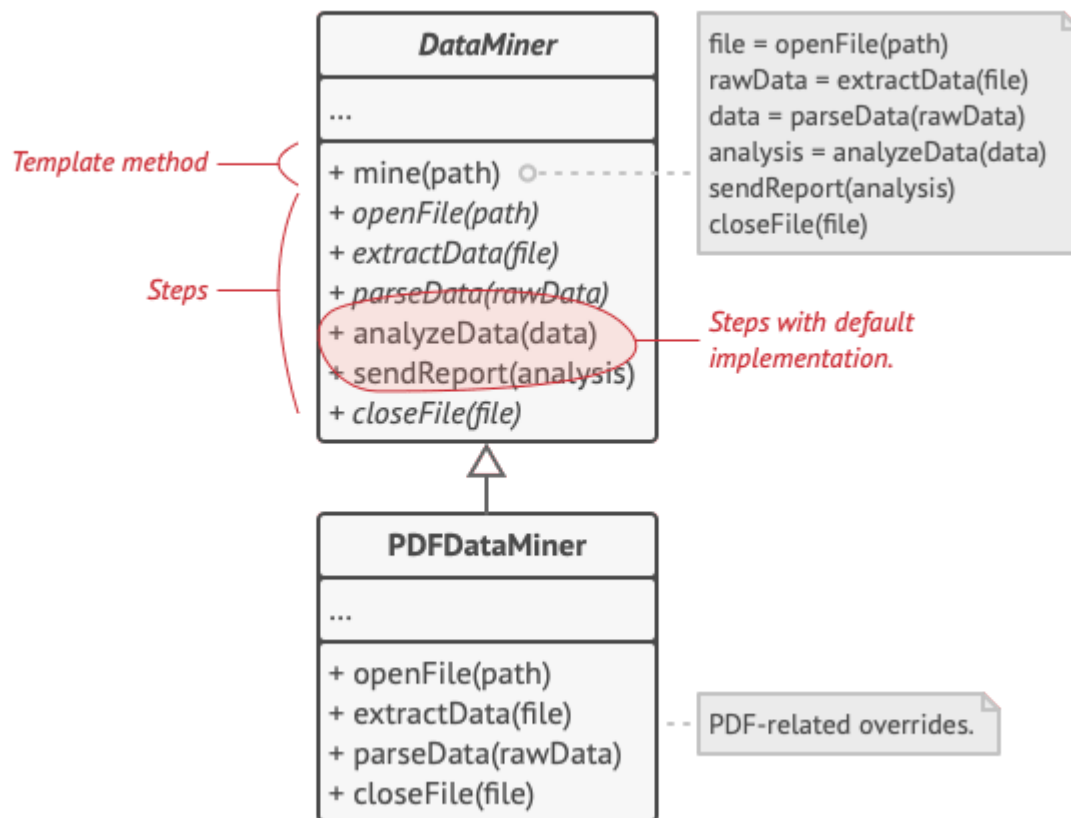 DataMiner
...
Template method
+ mine(path)
Steps
+ openFile(path)
+ extractData(file)
+ parseData(rawData)
+ analyzeData(data)
+ sendReport(analysis)
+ closeFile(file)
file = openFile(path)
rawData = extractData(file)
data = parseData(rawData)
analysis = analyzeData(data)
sendReport(analysis)
closeFile(file)
Steps with default
implementation.
PDFDataMiner
...
+ openFile(path)
+ extractData(file)
+ parseData(rawData)
+ closeFile(file)
PDF-related overrides.